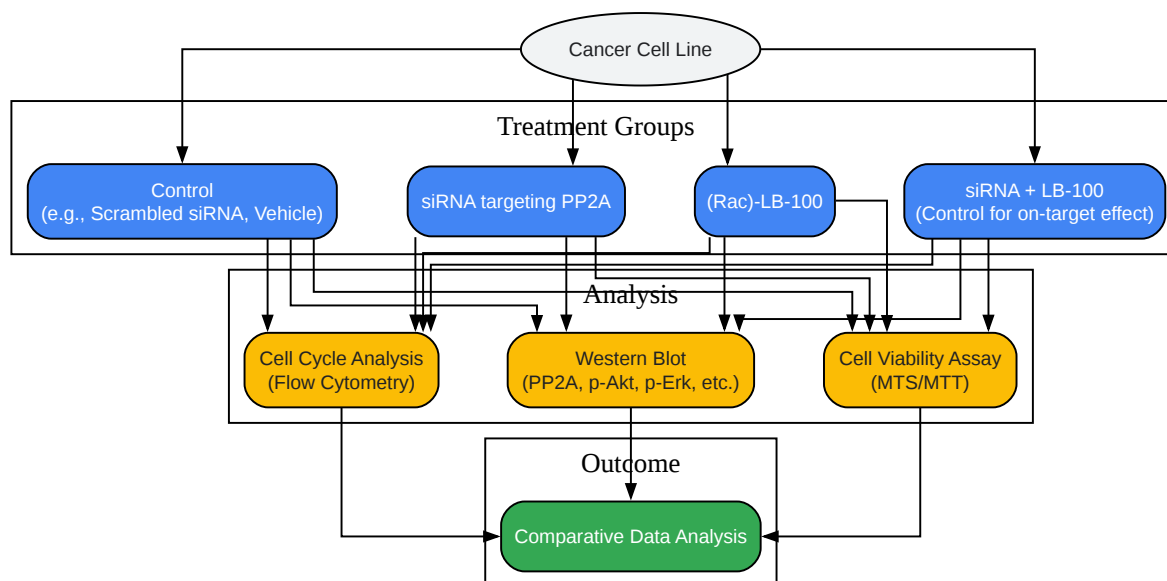 Cancer Cell Line
Treatment Groups
Control
(e.g., Scrambled siRNA, Vehicle)
siRNA targeting PP2A
(Rac)-LB-100
siRNA + LB-100
(Control for on-target effect)
Analysis
Cell Cycle Analysis
(Flow Cytometry)
Western Blot
(PP2A, p-Akt, p-Erk, etc.)
Cell Viability Assay
(MTS/MTT)
Outcome
Comparative Data Analysis